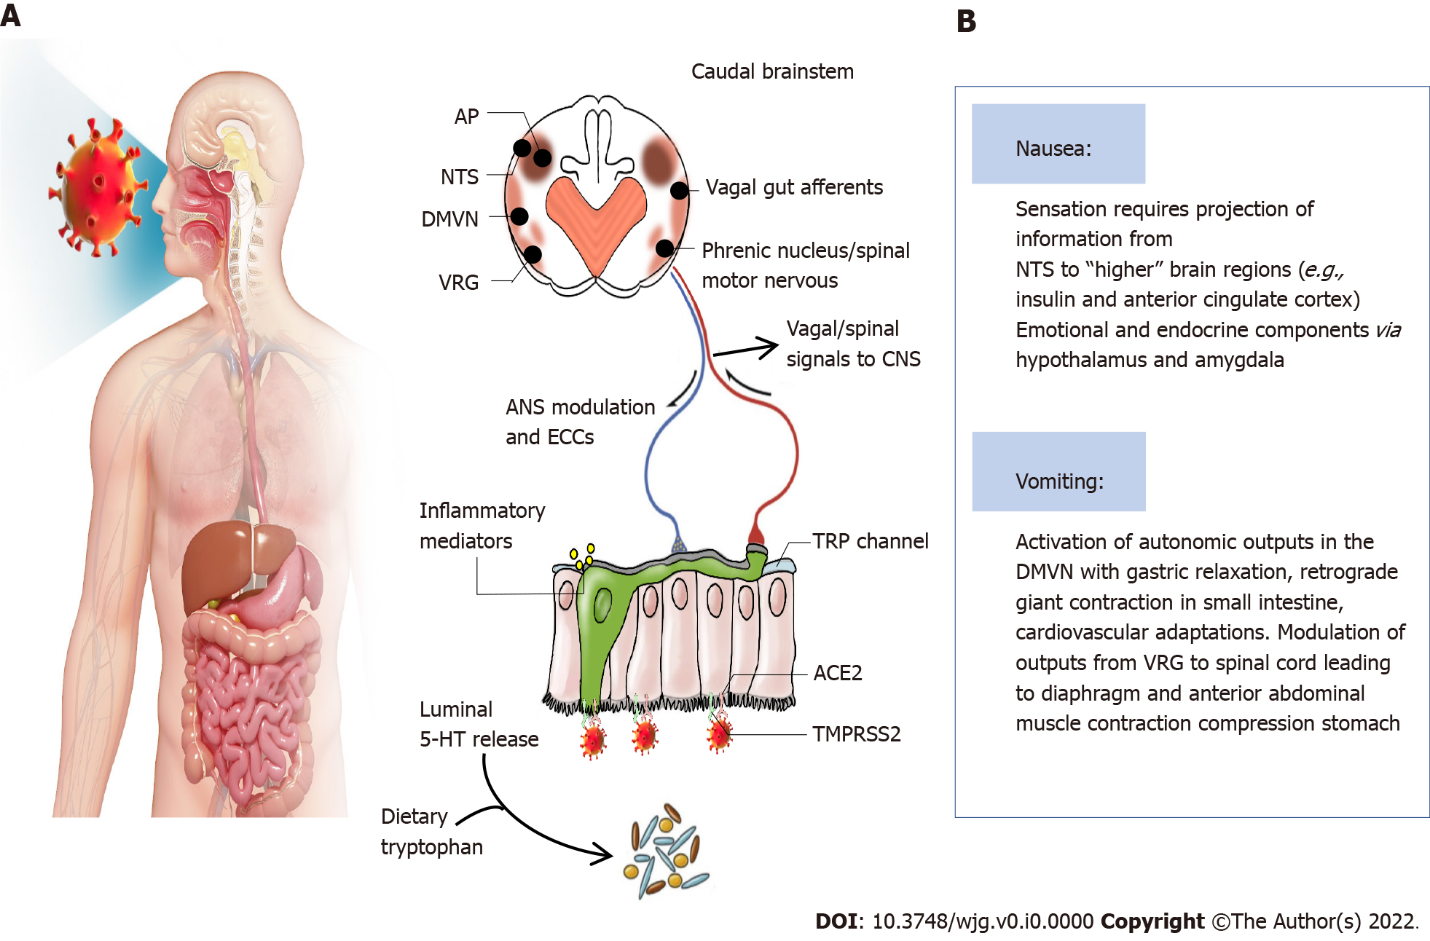 A
Caudal brainstem
AP
NTS
DMVN
VRG
Vagal gut afferents
Phrenic nucleus/spinal
motor nervous
Vagal/spinal
signals to CNS
ANS modulation
and ECCs
Inflammatory
mediators
TRP channel
ACE2
TMPRSS2
Luminal
5-HT release
Dietary
tryptophan
B
Nausea:
Sensation requires projection of
information from
NTS to “higher” brain regions (e.g.,
insulin and anterior cingulate cortex)
Emotional and endocrine components via
hypothalamus and amygdala
Vomiting:
Activation of autonomic outputs in the
DMVN with gastric relaxation, retrograde
giant contraction in small intestine,
cardiovascular adaptations. Modulation of
outputs from VRG to spinal cord leading
to diaphragm and anterior abdominal
muscle contraction compression stomach
DOI: 10.3748/wjg.v0.i0.0000 Copyright ©The Author(s) 2022.